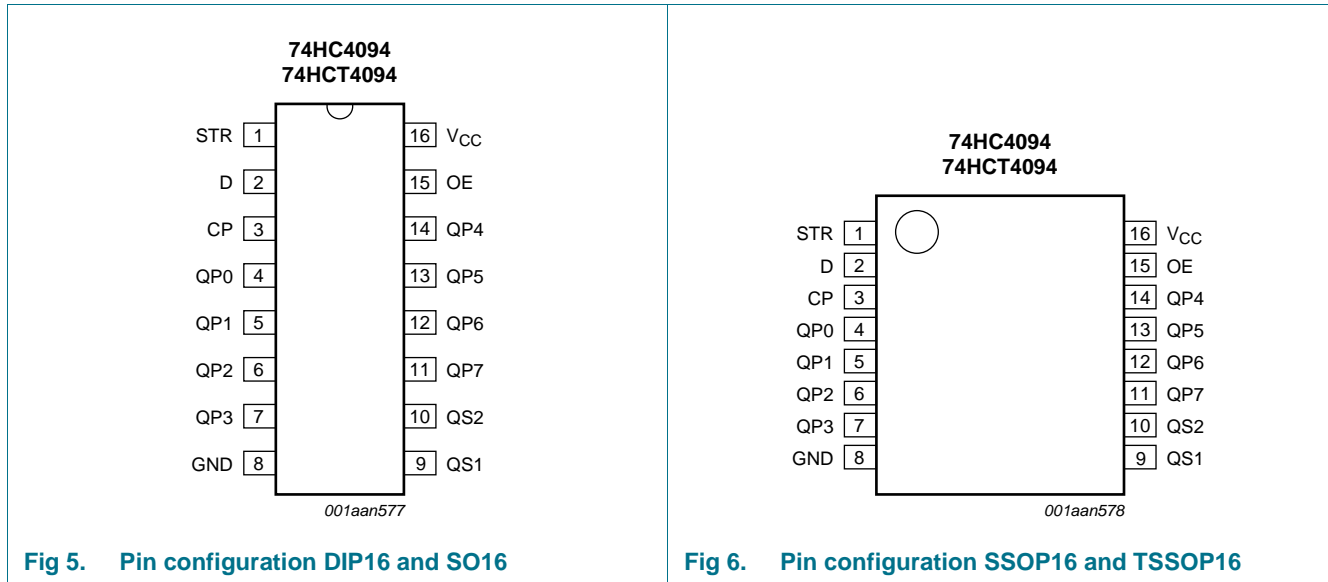 74HC4094
74HCT4094
STR 1 16 VCC
D 2 15 OE
CP 3 14 QP4
QP0 4 13 QP5
QP1 5 12 QP6
QP2 6 11 QP7
QP3 7 10 QS2
GND 8 9 QS1
001aan577
Fig 5. Pin configuration DIP16 and SO16
74HC4094
74HCT4094
STR 1 16 VCC
D 2 15 OE
CP 3 14 QP4
QP0 4 13 QP5
QP1 5 12 QP6
QP2 6 11 QP7
QP3 7 10 QS2
GND 8 9 QS1
001aan578
Fig 6. Pin configuration SSOP16 and TSSOP16